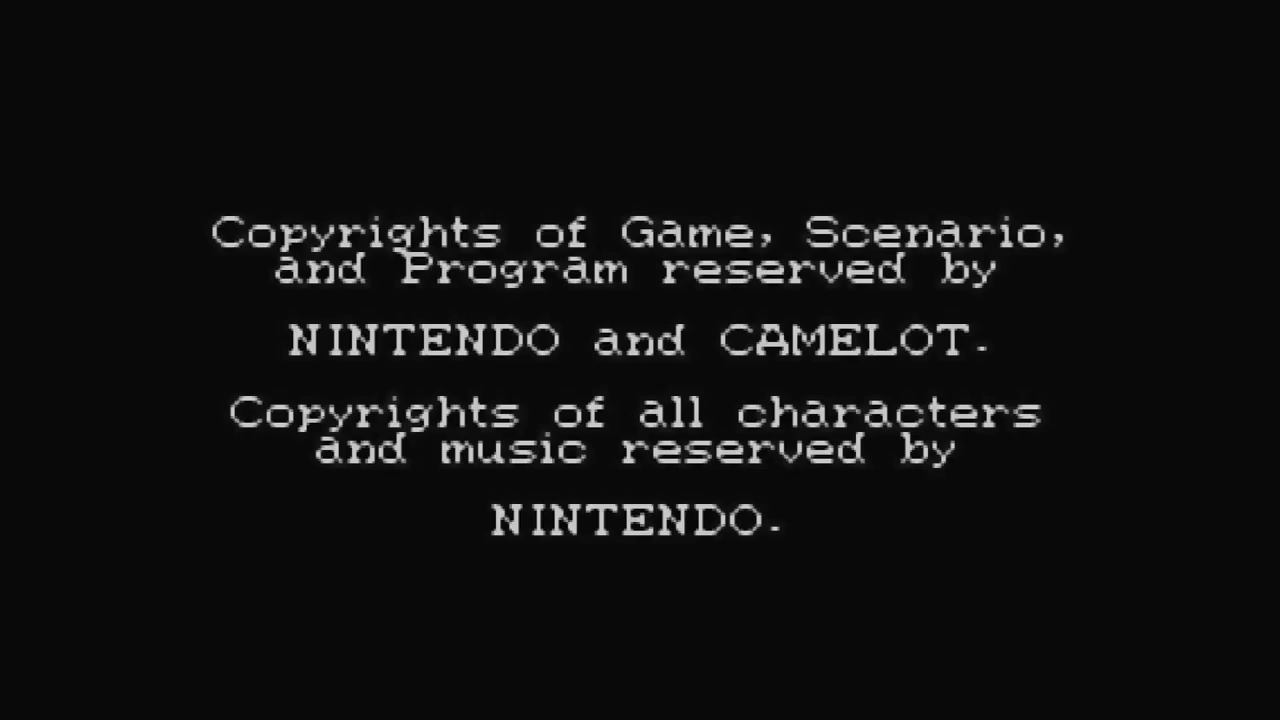 Copyrights of Game, Scenario,
and Program reserved by
NINTENDO and CAMELOT.
Copyrights of all characters
and music reserved by
NINTENDO.